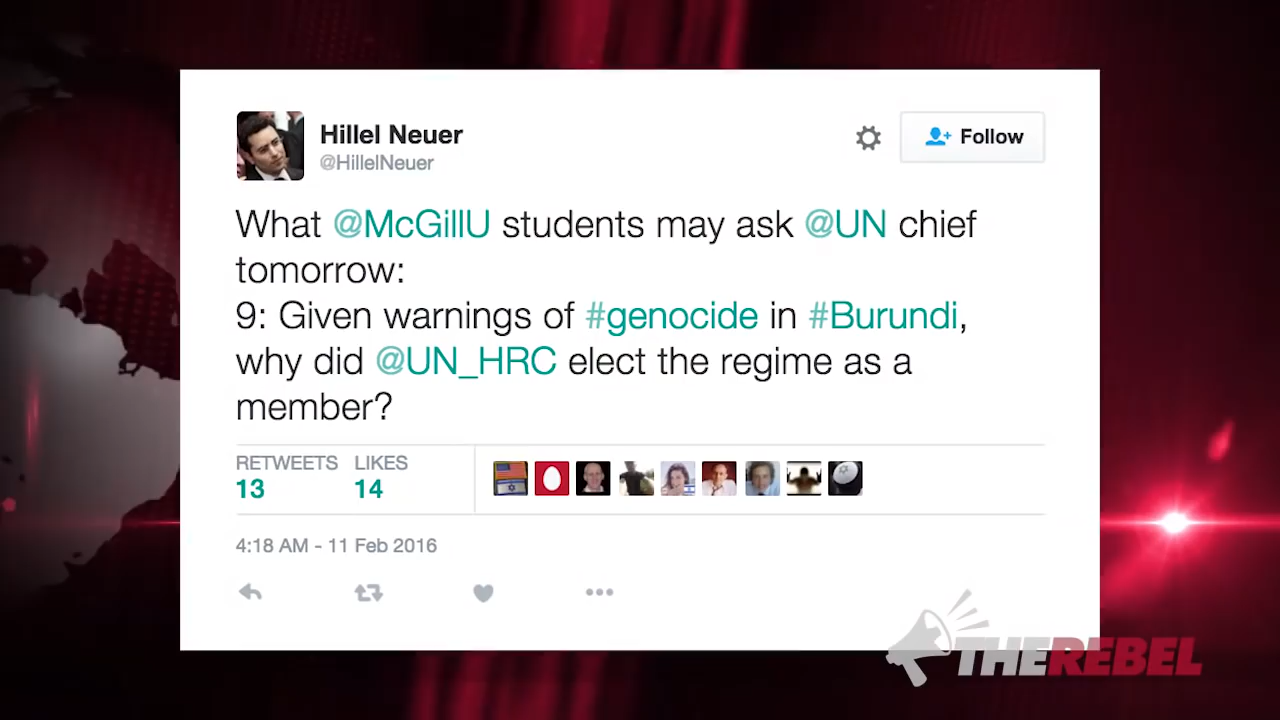 Hillel Neuer
@HillelNeuer
Follow
What @McGillU students may ask @UN chief
tomorrow:
9: Given warnings of #genocide in #Burundi,
why did @UN_HRC elect the regime as a
member?
RETWEETS LIKES
13 14
4:18 AM - 11 Feb 2016
THEREBEL